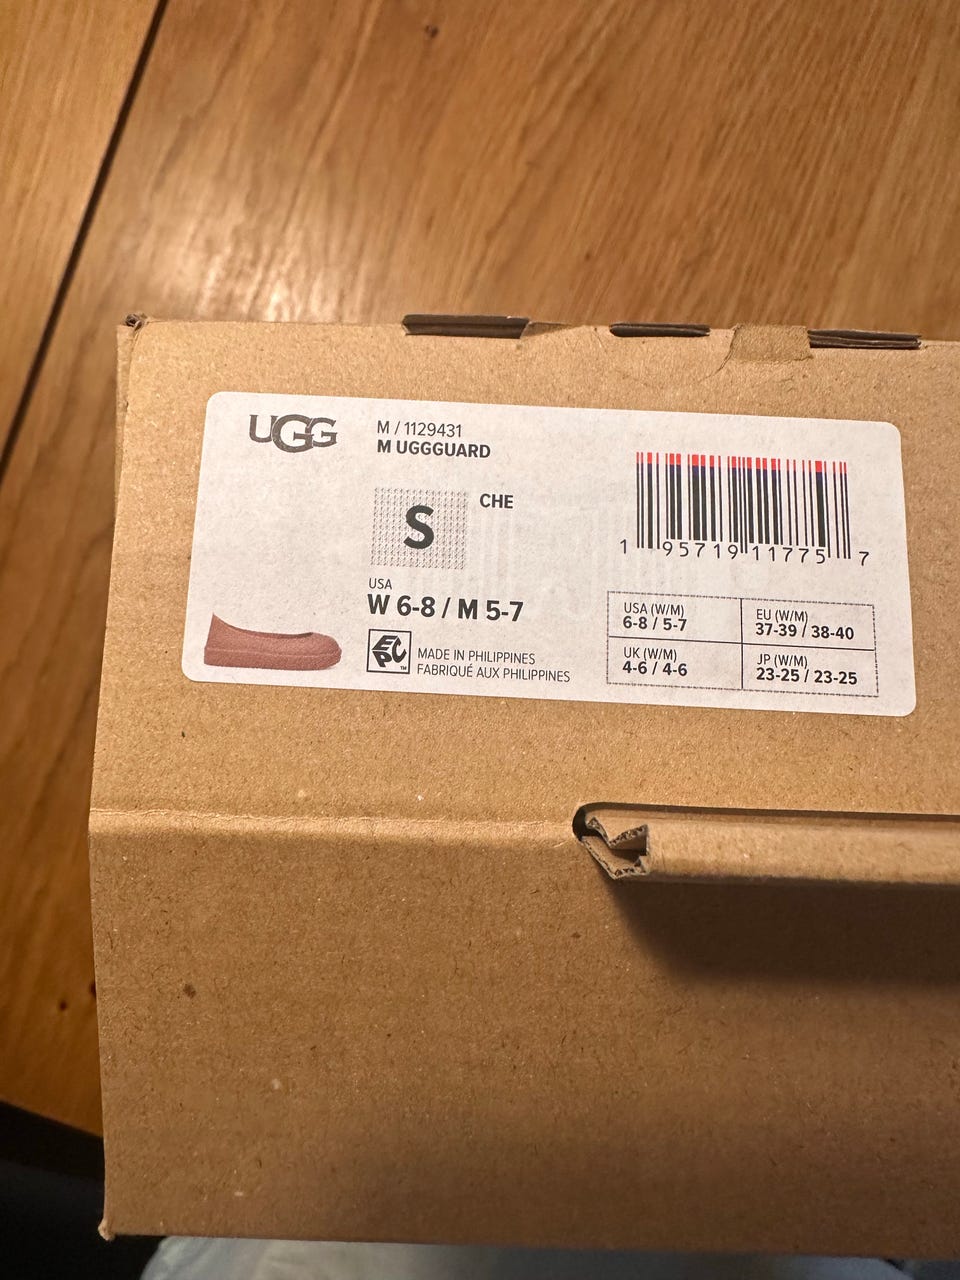 UGG
M / 1129431
M UGGGUARD
S
CHE
USA
W 6-8 / M 5-7
EPC
TM
MADE IN PHILIPPINES
FABRIQUÉ AUX PHILIPPINES
1 95719 11775 7
USA (W/M)
6-8 / 5-7
EU (W/M)
37-39 / 38-40
UK (W/M)
4-6 / 4-6
JP (W/M)
23-25 / 23-25